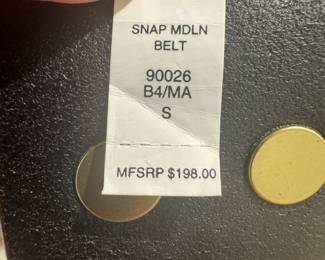 SNAP MDLN
BELT
90026
B4/MA
S
MFSRP $198.00